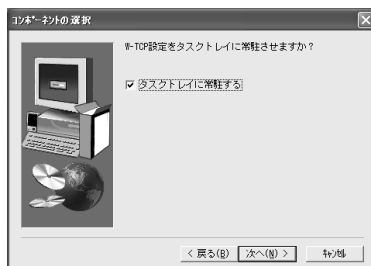 コンポーネントの選択
W-TCP設定をタスクトレイに常駐させますか？
タスクトレイに常駐する
< 戻る(B)
次へ(N) >
キャンセル